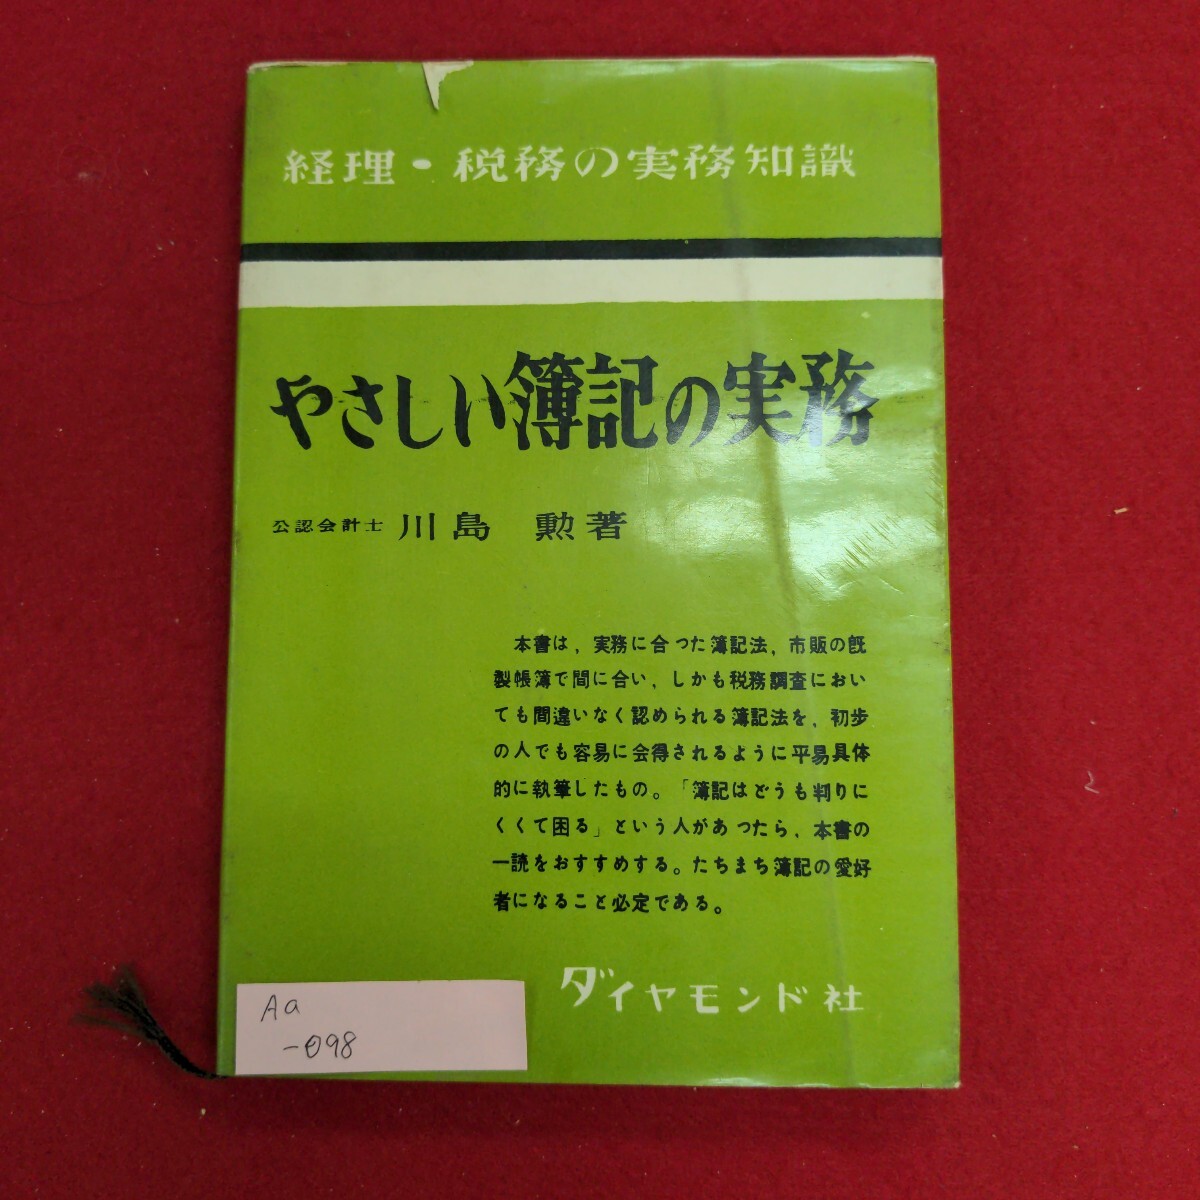 経理・税務の実務知識
やさしい簿記の実務
公認会計士 川島 勲著
本書は，実務に合った簿記法，市販の既
製帳簿で間に合い，しかも税務調査におい
ても間違いなく認められる簿記法を，初歩
の人でも容易に会得されるように平易具体
的に執筆したもの。「簿記はどうも判りに
くくて困る」という人があったら，本書の
一読をおすすめする。たちまち簿記の愛好
者になること必定である。
ダイヤモンド社
Aa
-098